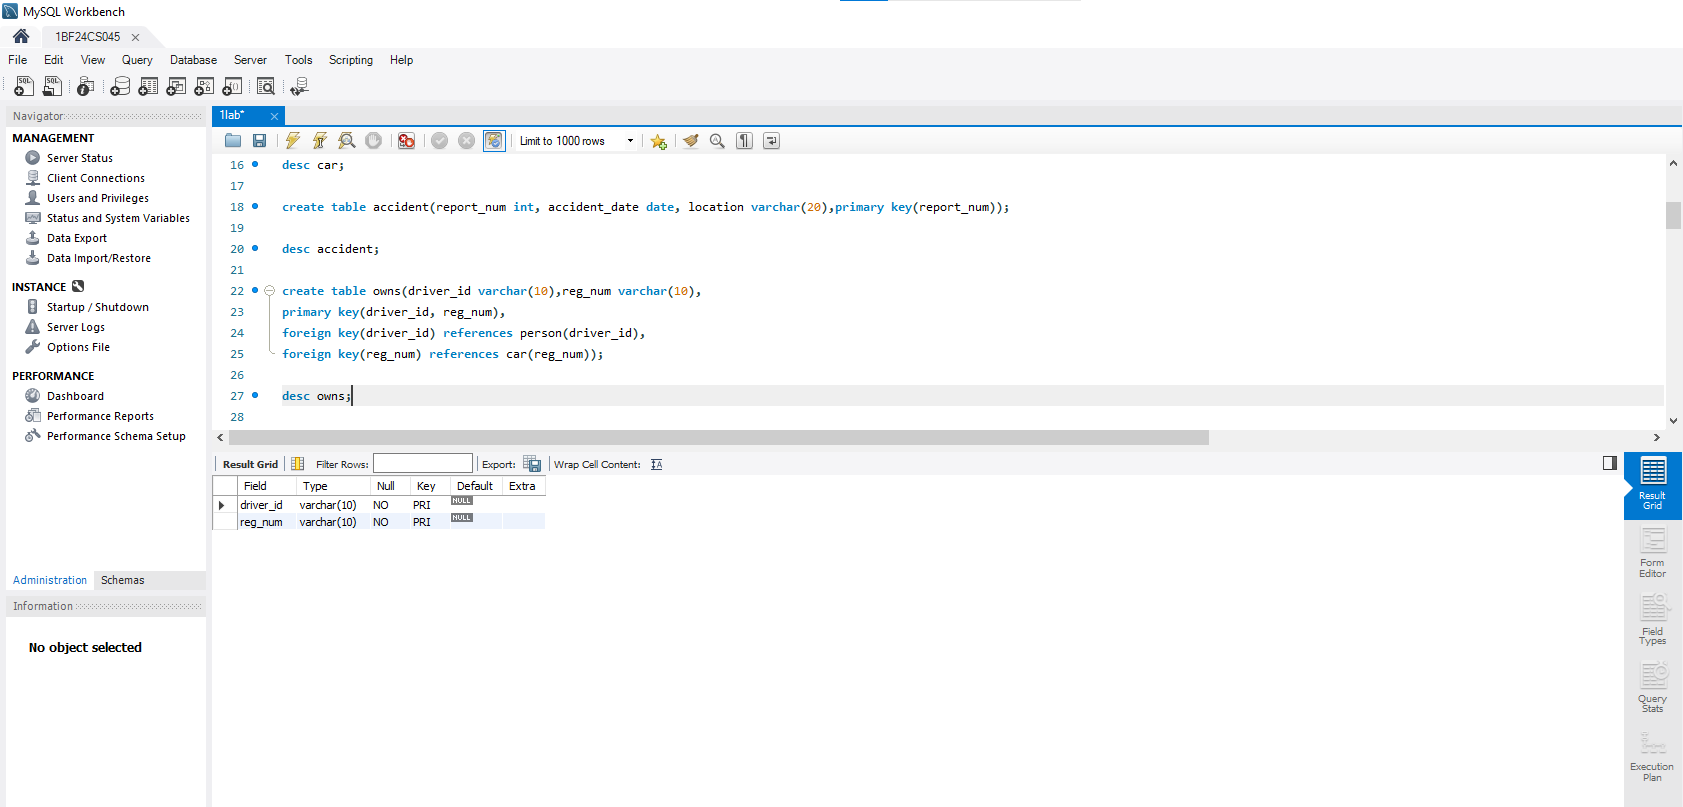 MySQL Workbench
1BF24CS045
File Edit View Query Database Server Tools Scripting Help
Navigator
MANAGEMENT
Server Status
Client Connections
Users and Privileges
Status and System Variables
Data Export
Data Import/Restore
INSTANCE
Startup / Shutdown
Server Logs
Options File
PERFORMANCE
Dashboard
Performance Reports
Performance Schema Setup
Administration Schemas
Information
No object selected
1lab*
Limit to 1000 rows
16 desc car;
17
18 create table accident(report_num int, accident_date date, location varchar(20),primary key(report_num));
19
20 desc accident;
21
22 create table owns(driver_id varchar(10),reg_num varchar(10),
23 primary key(driver_id, reg_num),
24 foreign key(driver_id) references person(driver_id),
25 foreign key(reg_num) references car(reg_num));
26
27 desc owns;
28
Result Grid Filter Rows: Export: Wrap Cell Content:
Field Type Null Key Default Extra
driver_id varchar(10) NO PRI NULL
reg_num varchar(10) NO PRI NULL
Result
Grid
Form
Editor
Field
Types
Query
Stats
Execution
Plan